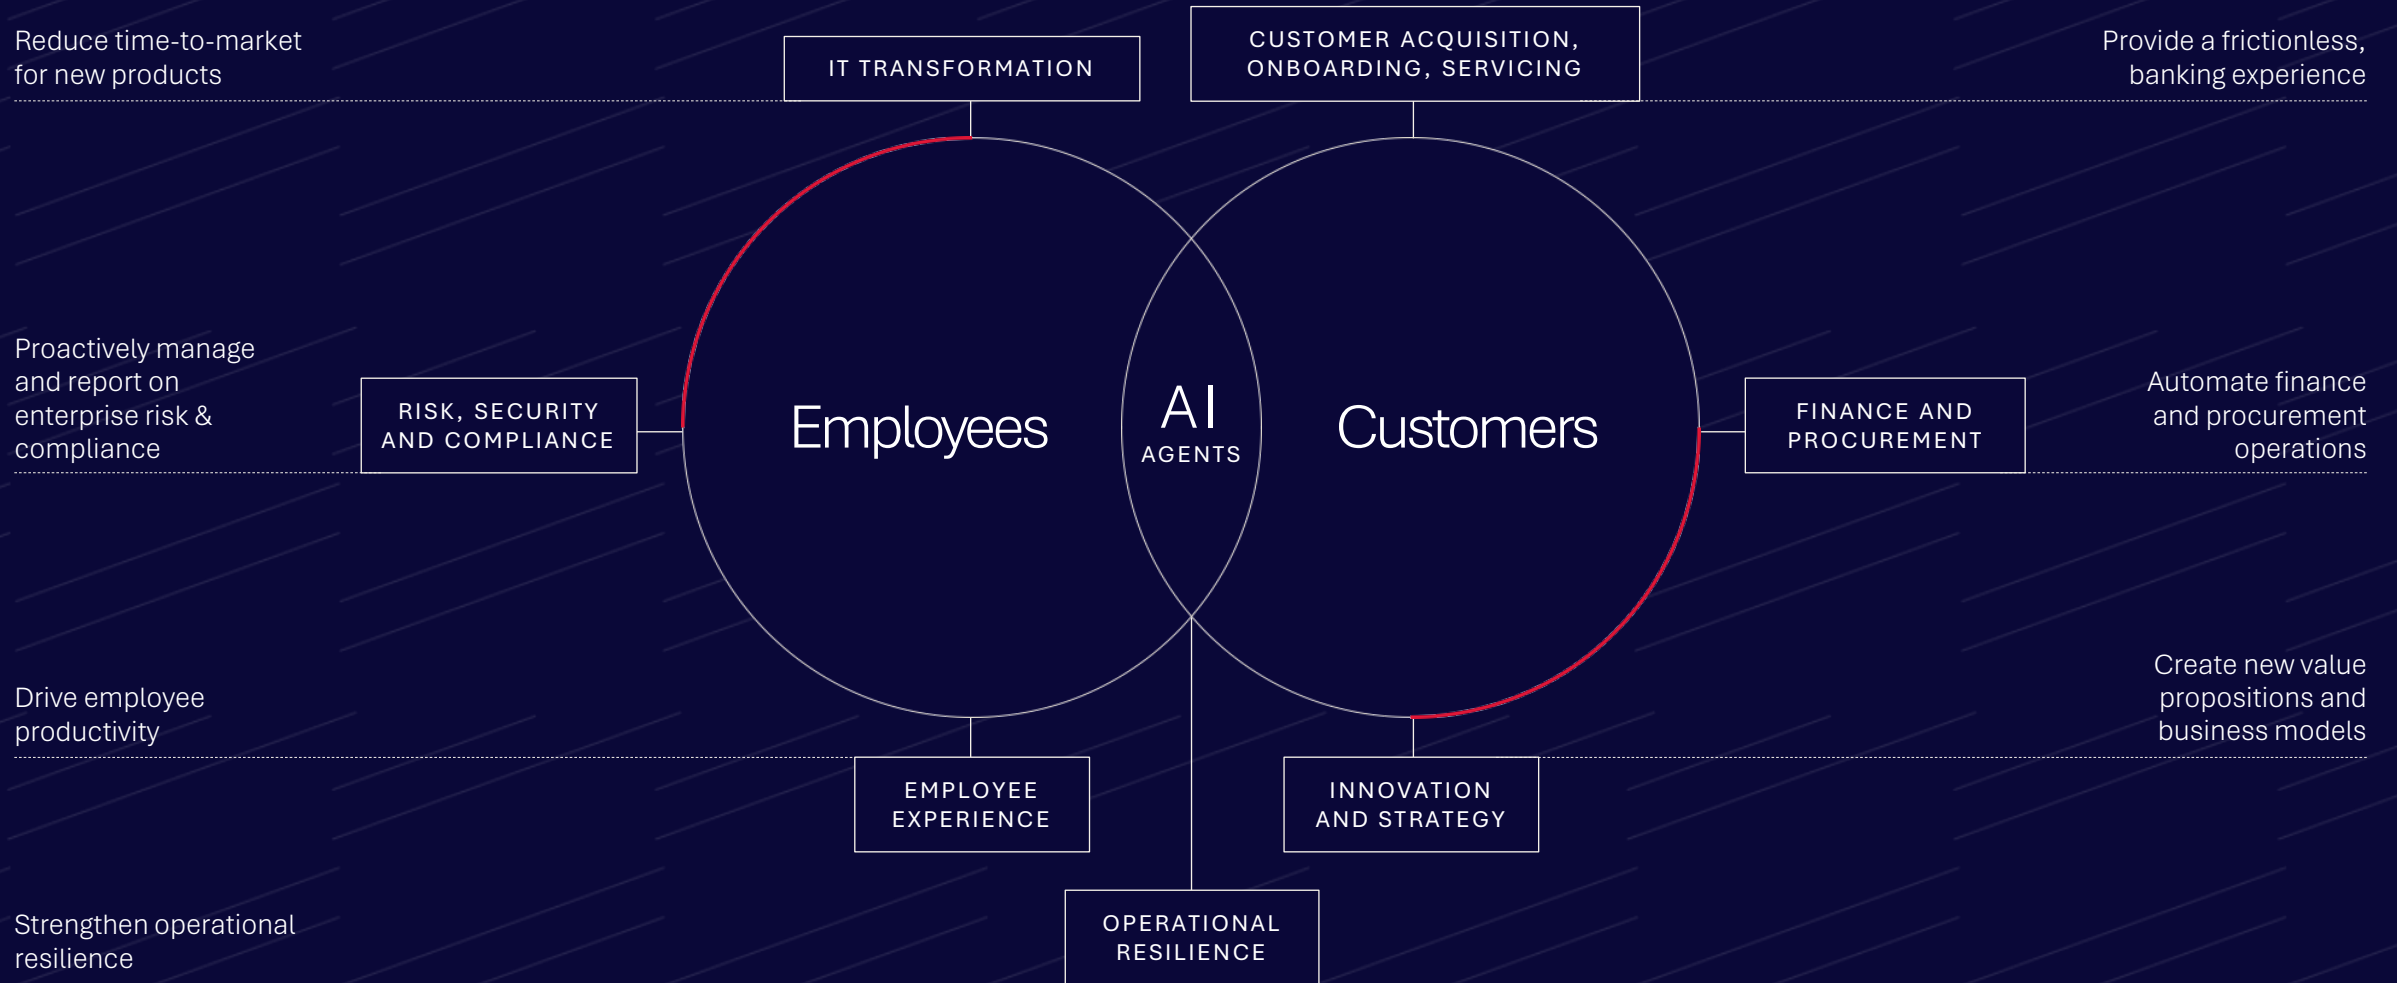 Reduce time-to-market
for new products
IT TRANSFORMATION
CUSTOMER ACQUISITION,
ONBOARDING, SERVICING
Provide a frictionless,
banking experience
Proactively manage
and report on
enterprise risk &
compliance
RISK, SECURITY
AND COMPLIANCE
Employees
AI
AGENTS
Customers
FINANCE AND
PROCUREMENT
Automate finance
and procurement
operations
Drive employee
productivity
EMPLOYEE
EXPERIENCE
INNOVATION
AND STRATEGY
Create new value
propositions and
business models
Strengthen operational
resilience
OPERATIONAL
RESILIENCE